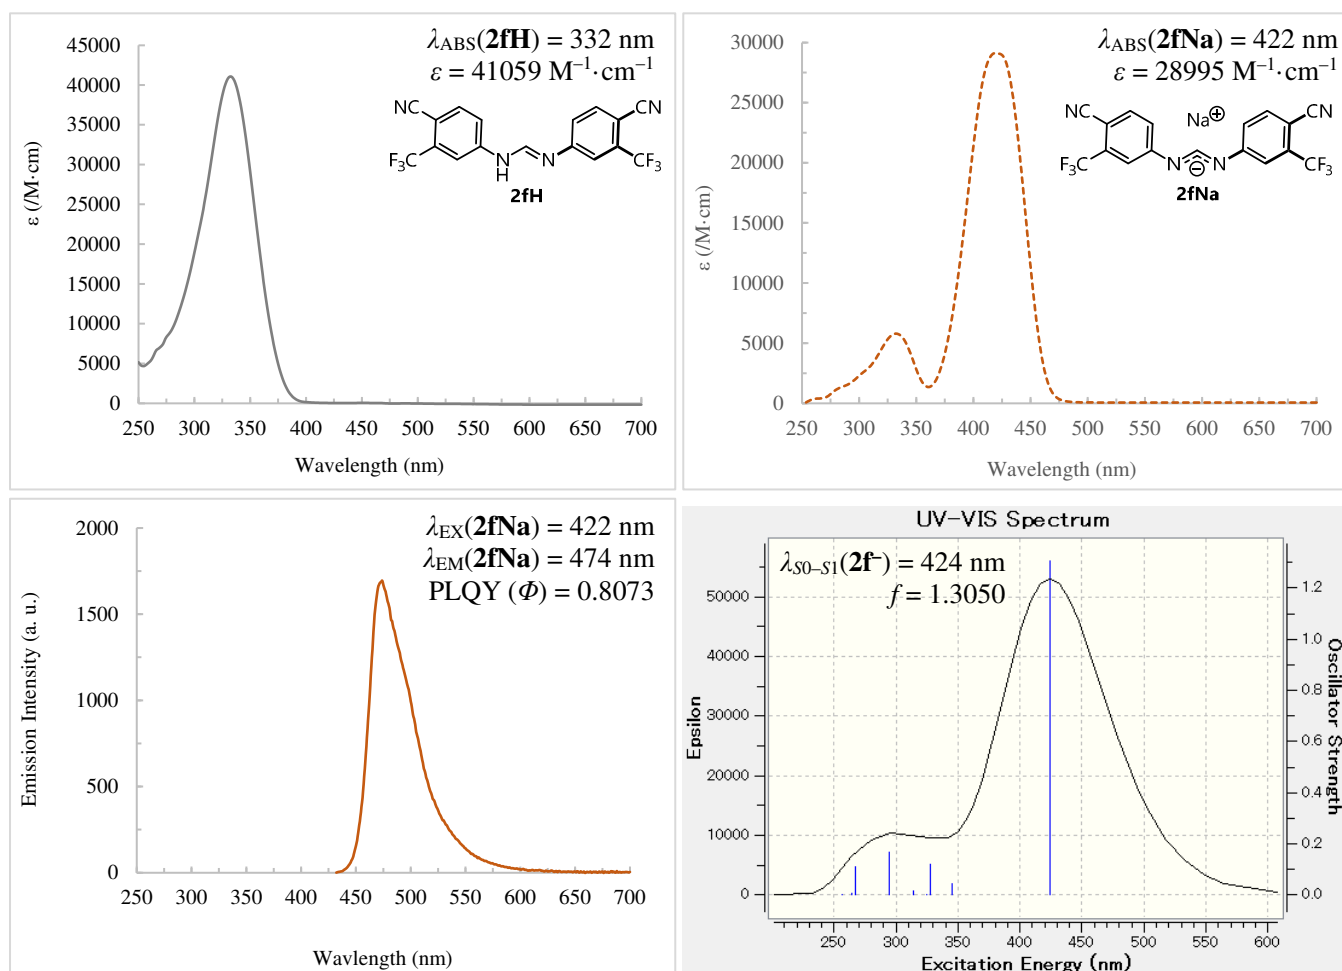 λABS(2fH) = 332 nm
ε = 41059 M⁻¹·cm⁻¹
45000
40000
35000
30000
25000
20000
15000
10000
5000
0
ε (/M·cm)
250 300 350 400 450 500 550 600 650 700
Wavelength (nm)
NC
CN
F₃C
N
H
N
CF₃
2fH
λABS(2fNa) = 422 nm
ε = 28995 M⁻¹·cm⁻¹
30000
25000
20000
15000
10000
5000
0
ε (/M·cm)
250 300 350 400 450 500 550 600 650 700
Wavelength (nm)
NC
Na⊕
CN
F₃C
N
N
⊖
CF₃
2fNa
λEX(2fNa) = 422 nm
λEM(2fNa) = 474 nm
PLQY (Φ) = 0.8073
2000
1500
1000
500
0
Emission Intensity (a. u.)
250 300 350 400 450 500 550 600 650 700
Wavlength (nm)
UV-VIS Spectrum
λS0–S1(2f⁻) = 424 nm
f = 1.3050
50000
40000
30000
20000
10000
0
Epsilon
1.2
1.0
0.8
0.6
0.4
0.2
0.0
Oscillator Strength
250 300 350 400 450 500 550 600
Excitation Energy (nm)